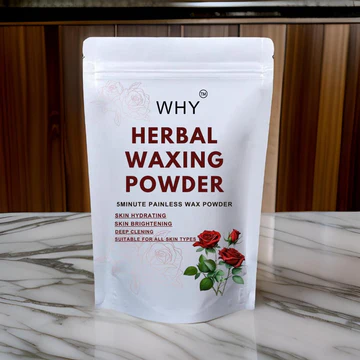 WHY TM
HERBAL
WAXING
POWDER
5MINUTE PAINLESS WAX POWDER
SKIN HYDRATING
SKIN BRIGHTENING
DEEP CLENING
SUITABLE FOR ALL SKIN TYPES